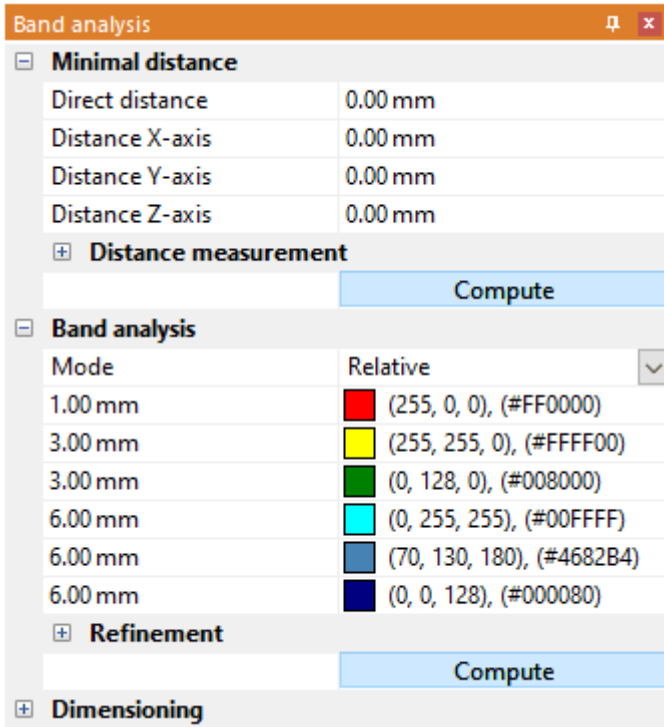 Band analysis
Minimal distance
Direct distance 0.00 mm
Distance X-axis 0.00 mm
Distance Y-axis 0.00 mm
Distance Z-axis 0.00 mm
Distance measurement
Compute
Band analysis
Mode Relative
1.00 mm (255, 0, 0), (#FF0000)
3.00 mm (255, 255, 0), (#FFFF00)
3.00 mm (0, 128, 0), (#008000)
6.00 mm (0, 255, 255), (#00FFFF)
6.00 mm (70, 130, 180), (#4682B4)
6.00 mm (0, 0, 128), (#000080)
Refinement
Compute
Dimensioning